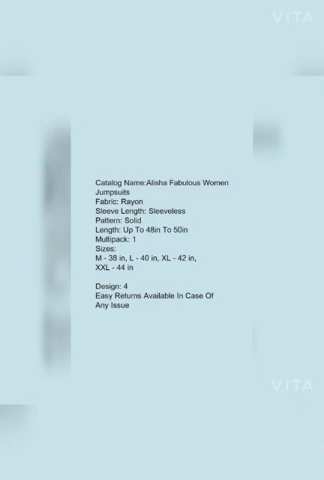 VITA
Catalog Name:Alisha Fabulous Women
Jumpsuits
Fabric: Rayon
Sleeve Length: Sleeveless
Pattern: Solid
Length: Up To 48in To 50in
Multipack: 1
Sizes:
M - 38 in, L - 40 in, XL - 42 in,
XXL - 44 in
Design: 4
Easy Returns Available In Case Of
Any Issue
VITA